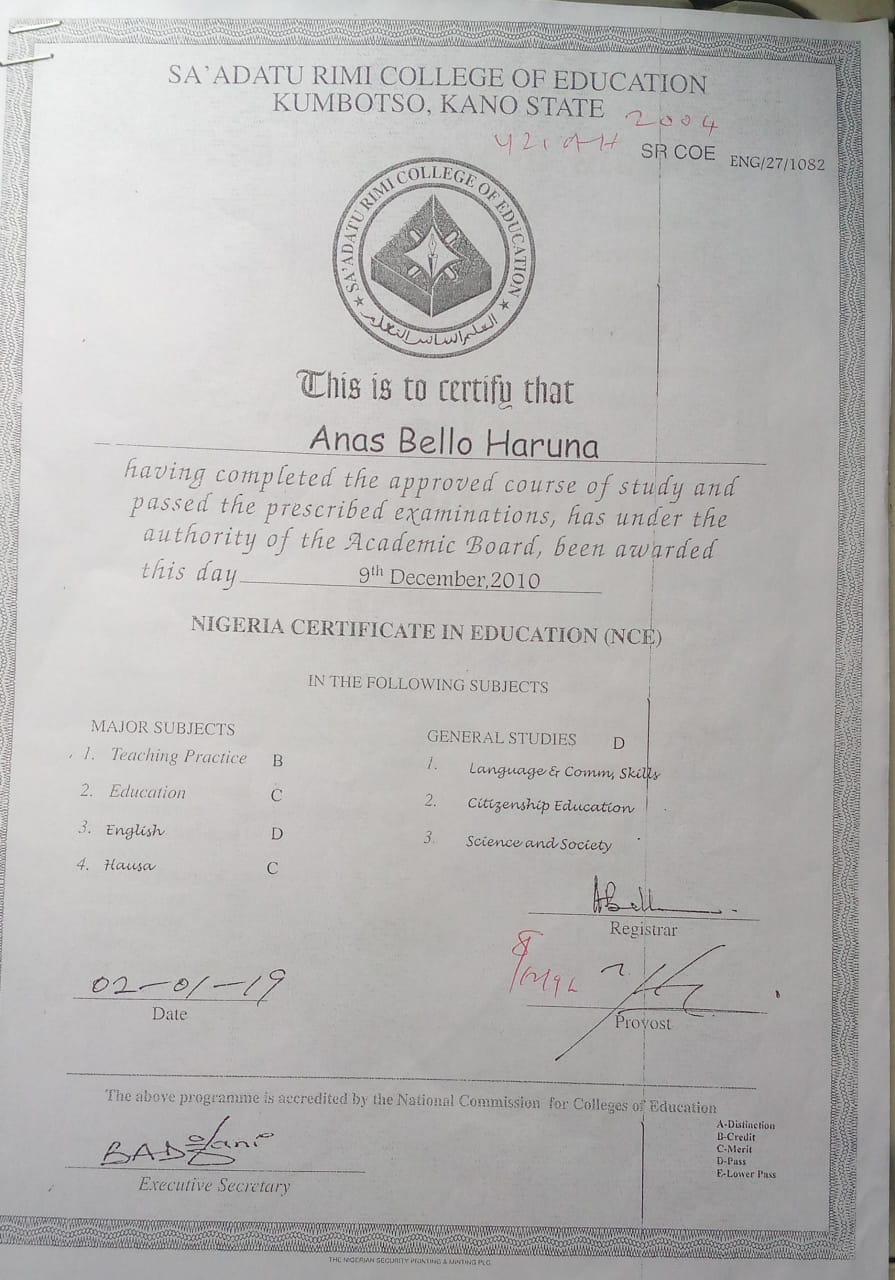 SA'ADATU RIMI COLLEGE OF EDUCATION
KUMBOTSO, KANO STATE
2004
SR COE ENG/27/1082
SA'ADATU RIMI COLLEGE OF EDUCATION
العلم اساس التعلم
This is to certify that
Anas Bello Haruna
having completed the approved course of study and
passed the prescribed examinations, has under the
authority of the Academic Board, been awarded
this day 9th December,2010
NIGERIA CERTIFICATE IN EDUCATION (NCE)
IN THE FOLLOWING SUBJECTS
MAJOR SUBJECTS
1. Teaching Practice B
2. Education C
3. English D
4. Hausa C
GENERAL STUDIES D
1. Language & Comm, Skills
2. Citizenship Education
3. Science and Society
ABell
Registrar
02-01-19
Date
Provost
The above programme is accredited by the National Commission for Colleges of Education
A-Distinction
B-Credit
C-Merit
D-Pass
E-Lower Pass
Executive Secretary
THE NIGERIAN SECURITY PRINTING & MINTING PLC.